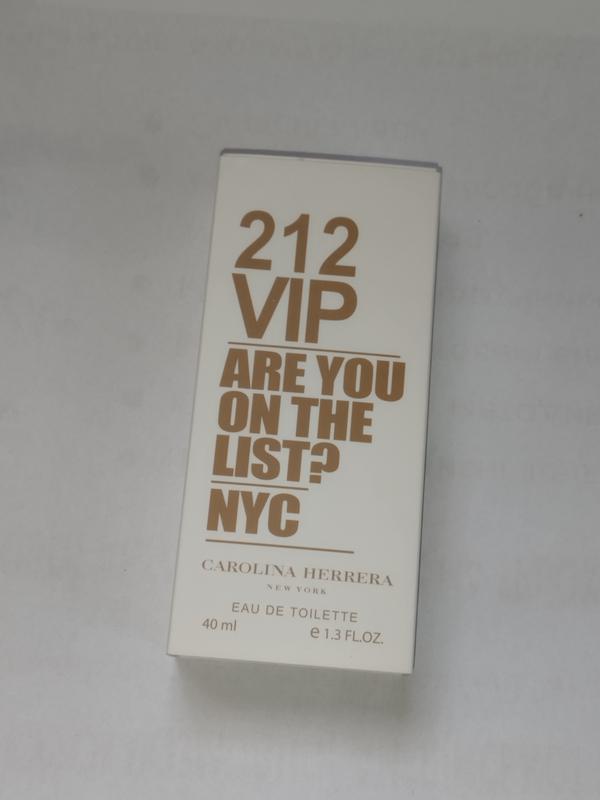 212
VIP
ARE YOU
ON THE
LIST?
NYC
CAROLINA HERRERA
NEW YORK
EAU DE TOILETTE
40 ml e 1.3 FL.OZ.